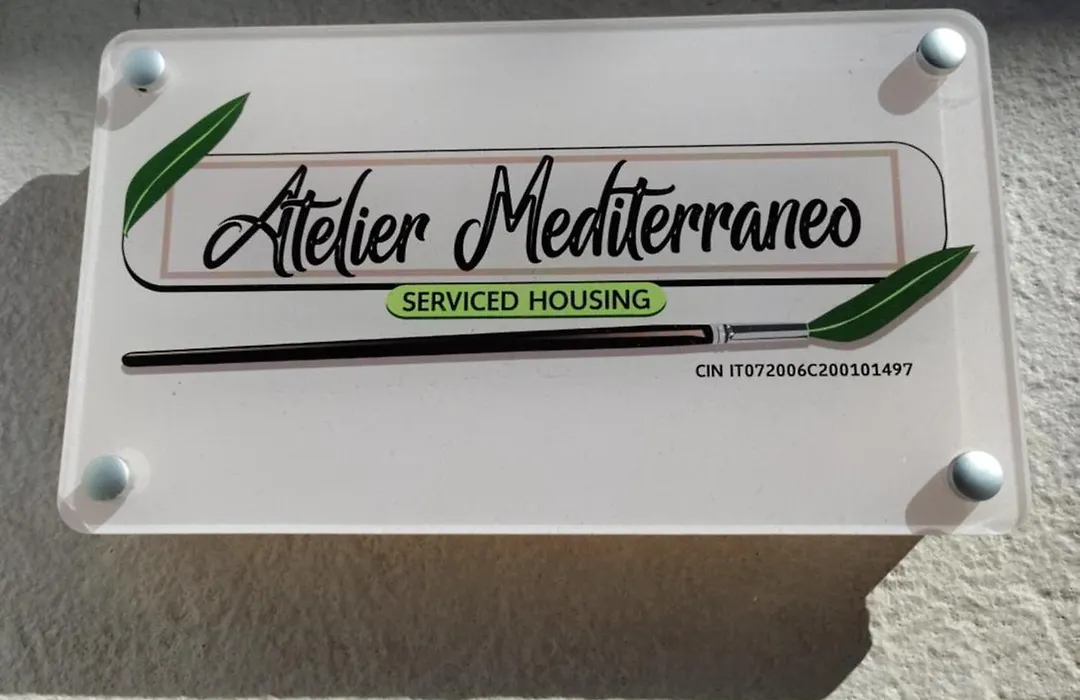 Atelier Mediterraneo
SERVICED HOUSING
CIN IT072006C200101497